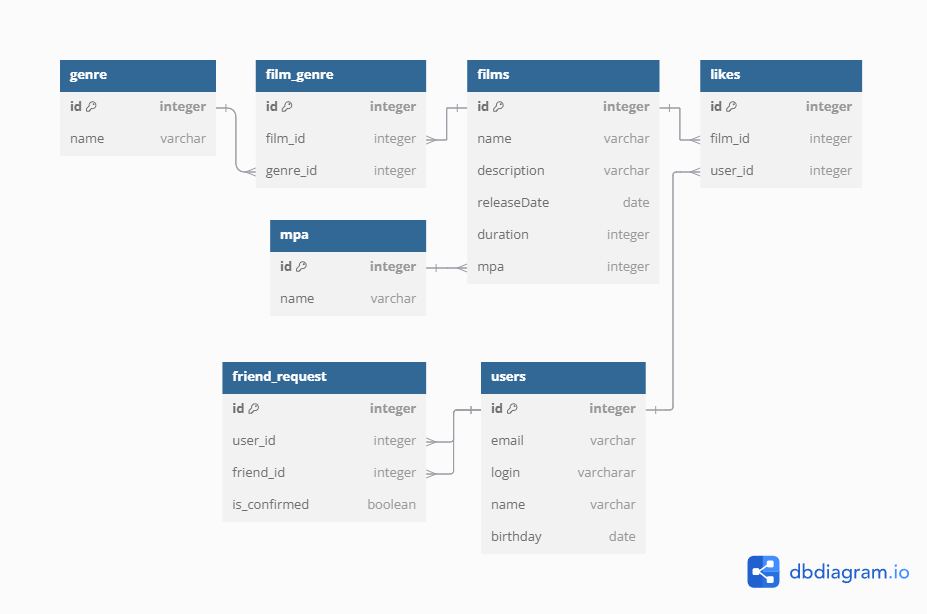 genre
id integer
name varchar
film_genre
id integer
film_id integer
genre_id integer
films
id integer
name varchar
description varchar
releaseDate date
duration integer
mpa integer
likes
id integer
film_id integer
user_id integer
mpa
id integer
name varchar
friend_request
id integer
user_id integer
friend_id integer
is_confirmed boolean
users
id integer
email varchar
login varcharar
name varchar
birthday date
dbdiagram.io